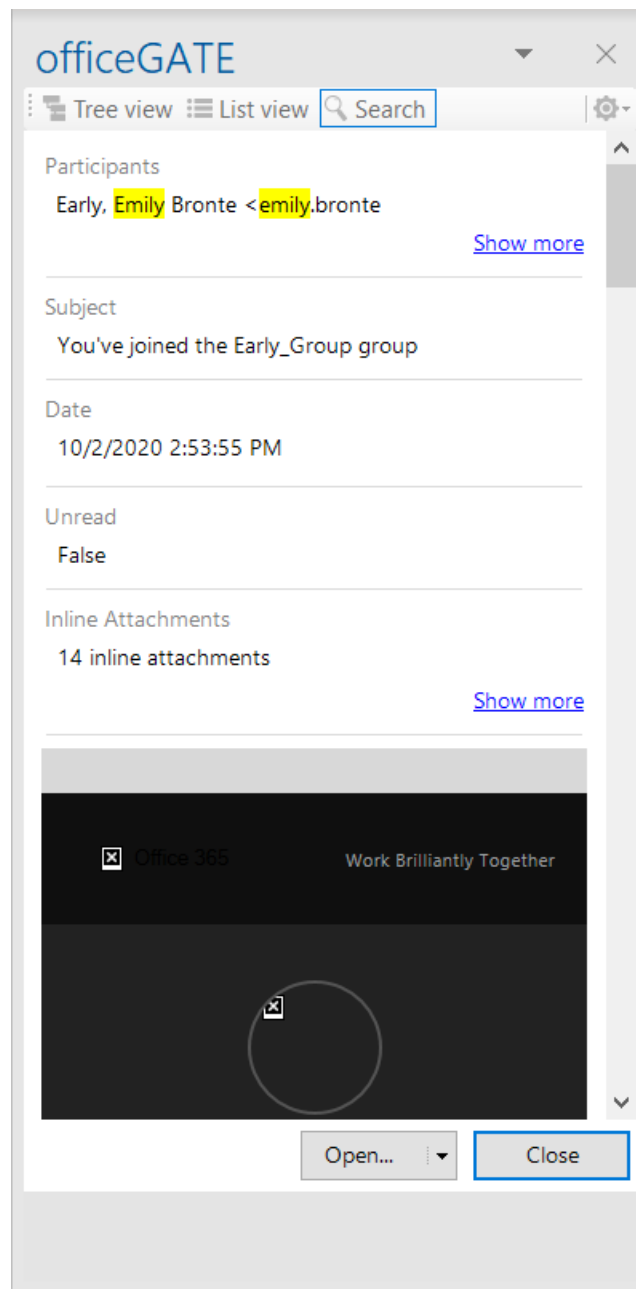 officeGATE
Tree view List view Search
Participants
Early, Emily Bronte <emily.bronte
Show more
Subject
You've joined the Early_Group group
Date
10/2/2020 2:53:55 PM
Unread
False
Inline Attachments
14 inline attachments
Show more
Office 365 Work Brilliantly Together
Open... Close